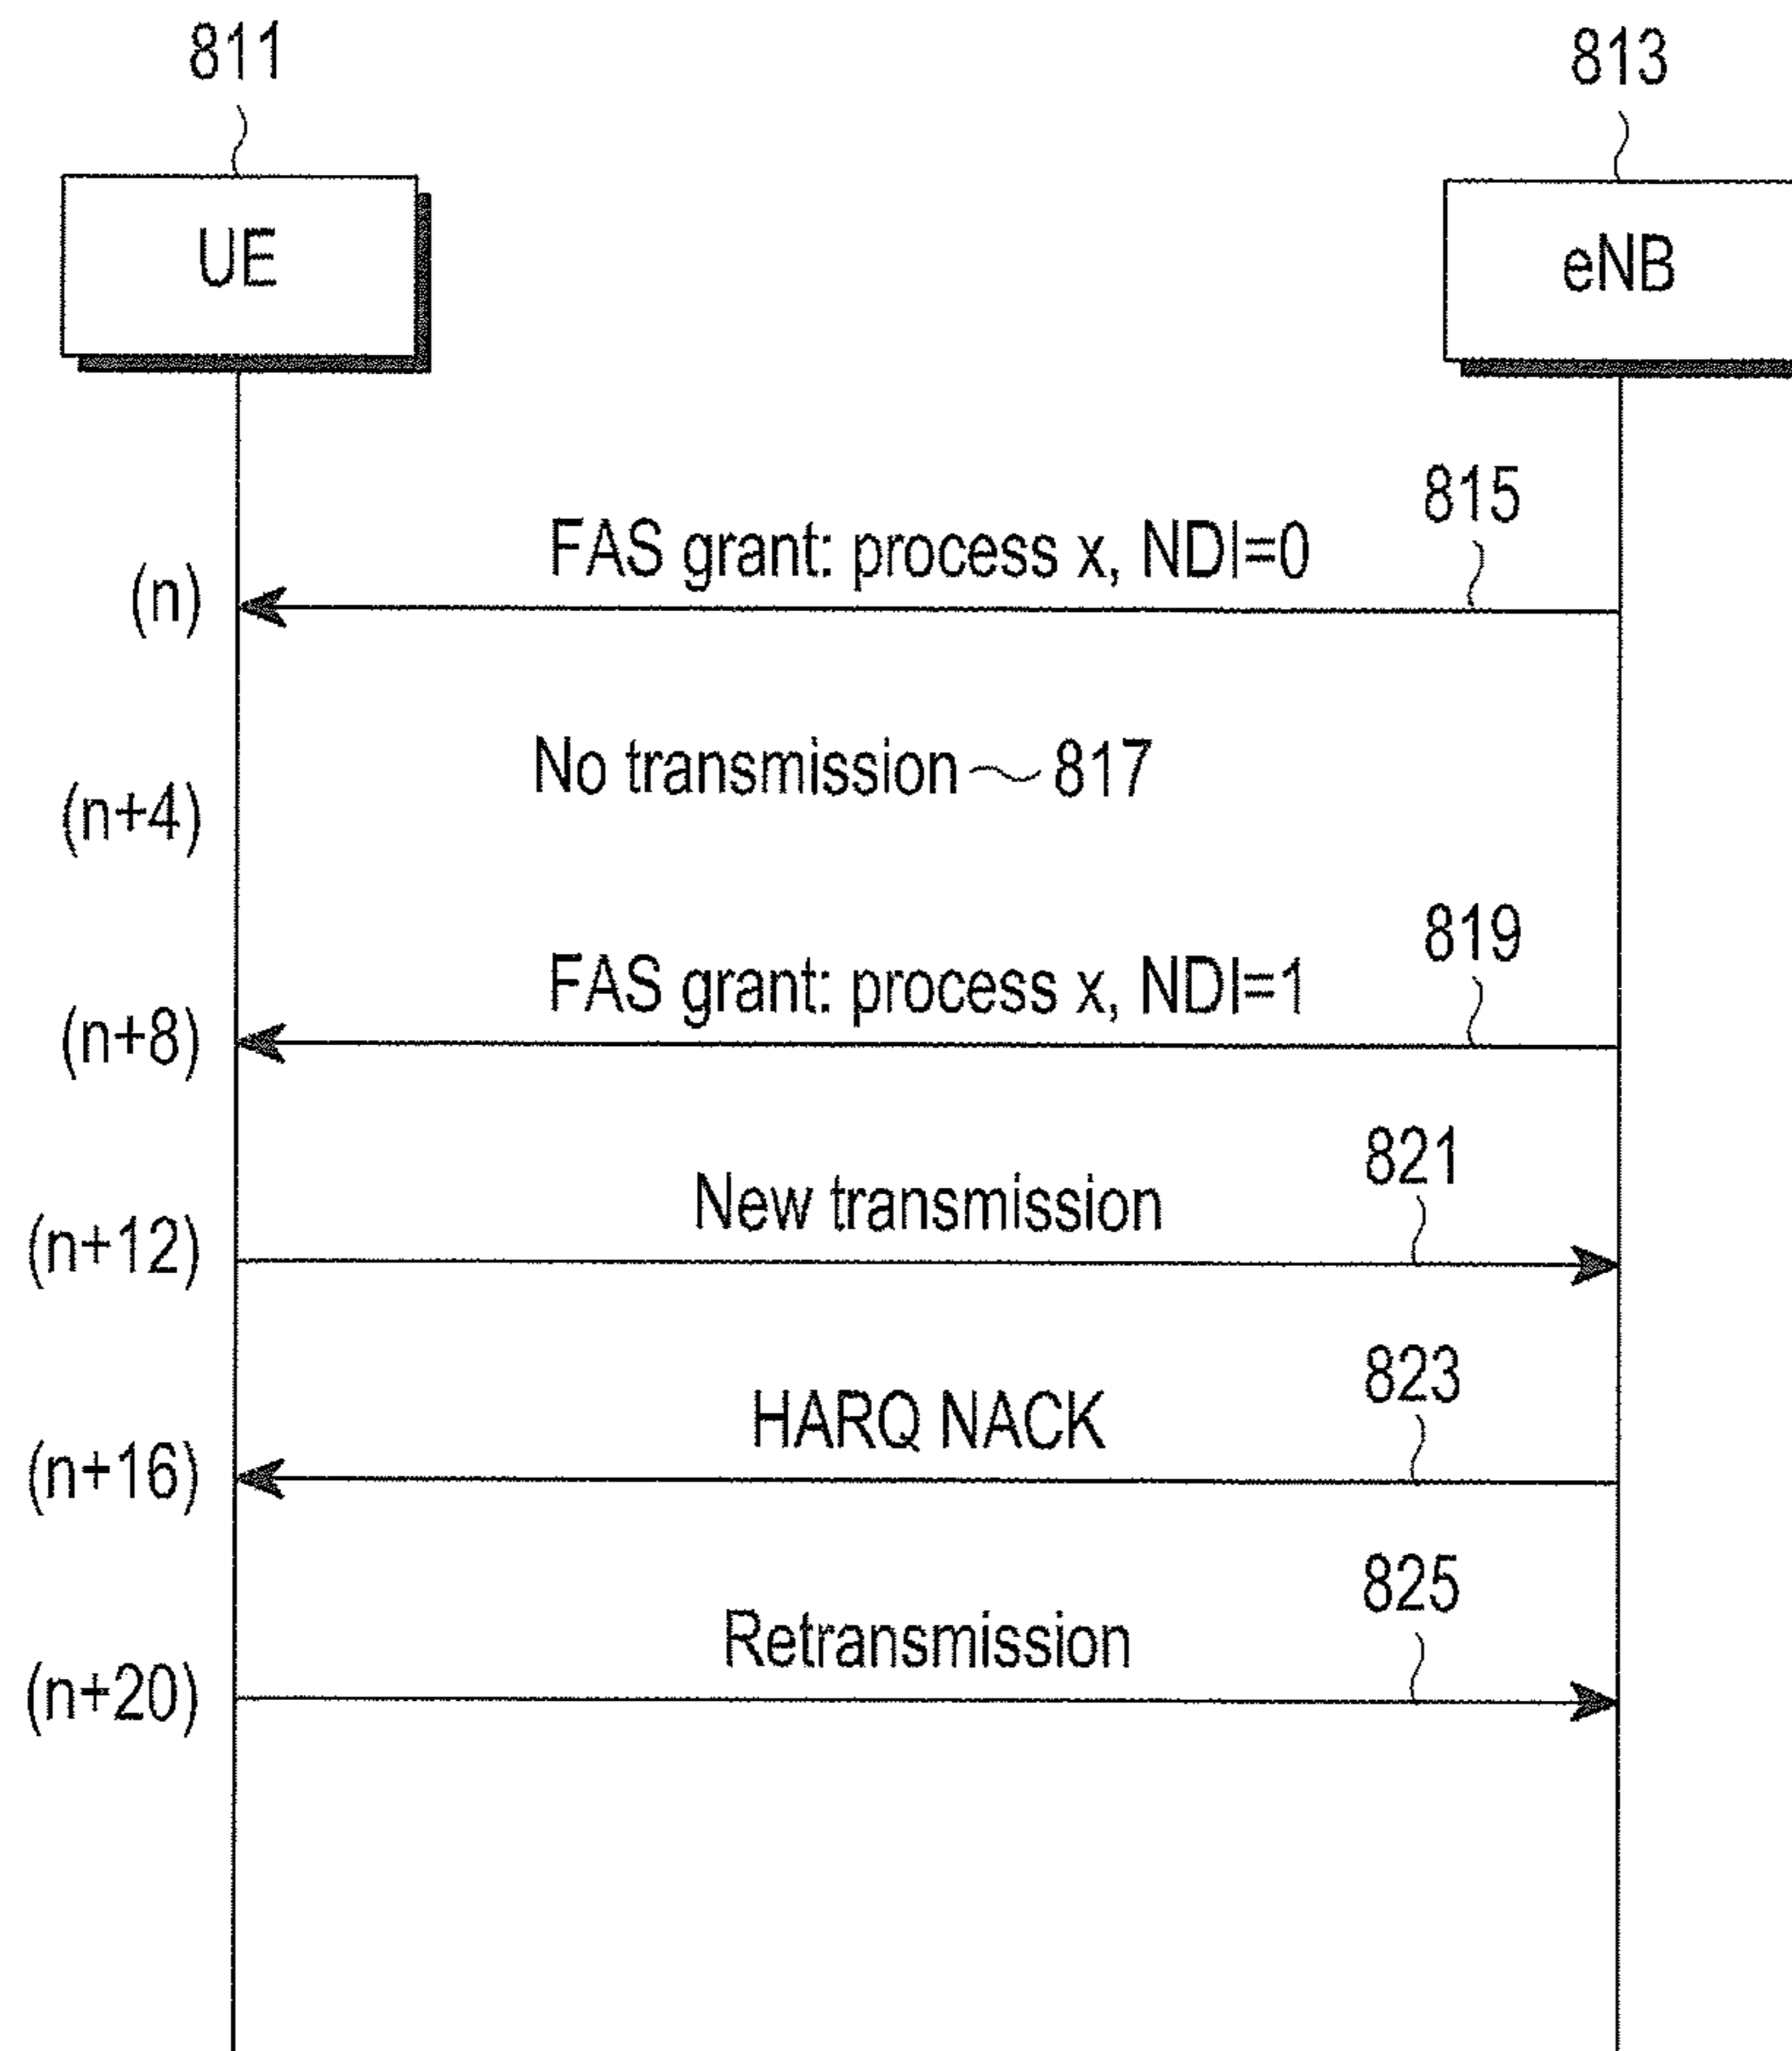 811
813
UE
eNB
815
FAS grant: process x, NDI=0
(n)
No transmission 817
(n+4)
819
FAS grant: process x, NDI=1
(n+8)
821
New transmission
(n+12)
823
HARQ NACK
(n+16)
825
Retransmission
(n+20)